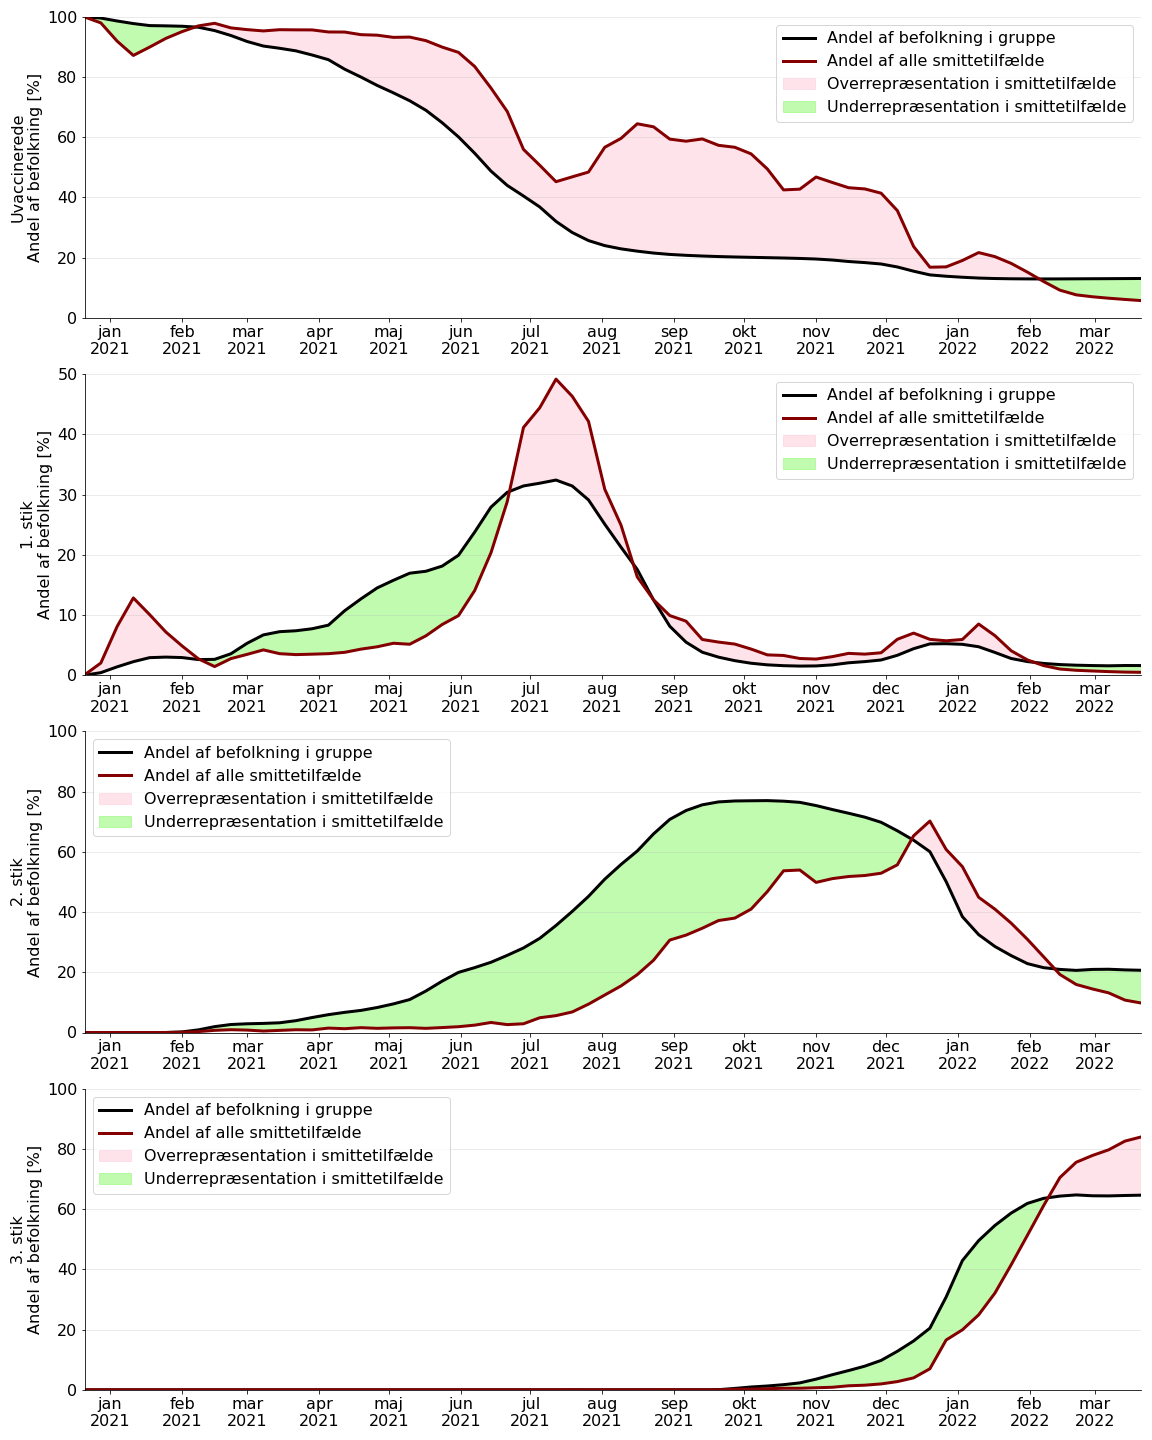 Uvaccinerede
Andel af befolkning [%]
100
80
60
40
20
0
Andel af befolkning i gruppe
Andel af alle smittetilfælde
Overrepræsentation i smittetilfælde
Underrepræsentation i smittetilfælde
jan feb mar apr maj jun jul aug sep okt nov dec jan feb mar
2021 2021 2021 2021 2021 2021 2021 2021 2021 2021 2021 2021 2022 2022 2022
1. stik
Andel af befolkning [%]
50
40
30
20
10
0
Andel af befolkning i gruppe
Andel af alle smittetilfælde
Overrepræsentation i smittetilfælde
Underrepræsentation i smittetilfælde
jan feb mar apr maj jun jul aug sep okt nov dec jan feb mar
2021 2021 2021 2021 2021 2021 2021 2021 2021 2021 2021 2021 2022 2022 2022
2. stik
Andel af befolkning [%]
100
80
60
40
20
0
Andel af befolkning i gruppe
Andel af alle smittetilfælde
Overrepræsentation i smittetilfælde
Underrepræsentation i smittetilfælde
jan feb mar apr maj jun jul aug sep okt nov dec jan feb mar
2021 2021 2021 2021 2021 2021 2021 2021 2021 2021 2021 2021 2022 2022 2022
3. stik
Andel af befolkning [%]
100
80
60
40
20
0
Andel af befolkning i gruppe
Andel af alle smittetilfælde
Overrepræsentation i smittetilfælde
Underrepræsentation i smittetilfælde
jan feb mar apr maj jun jul aug sep okt nov dec jan feb mar
2021 2021 2021 2021 2021 2021 2021 2021 2021 2021 2021 2021 2022 2022 2022